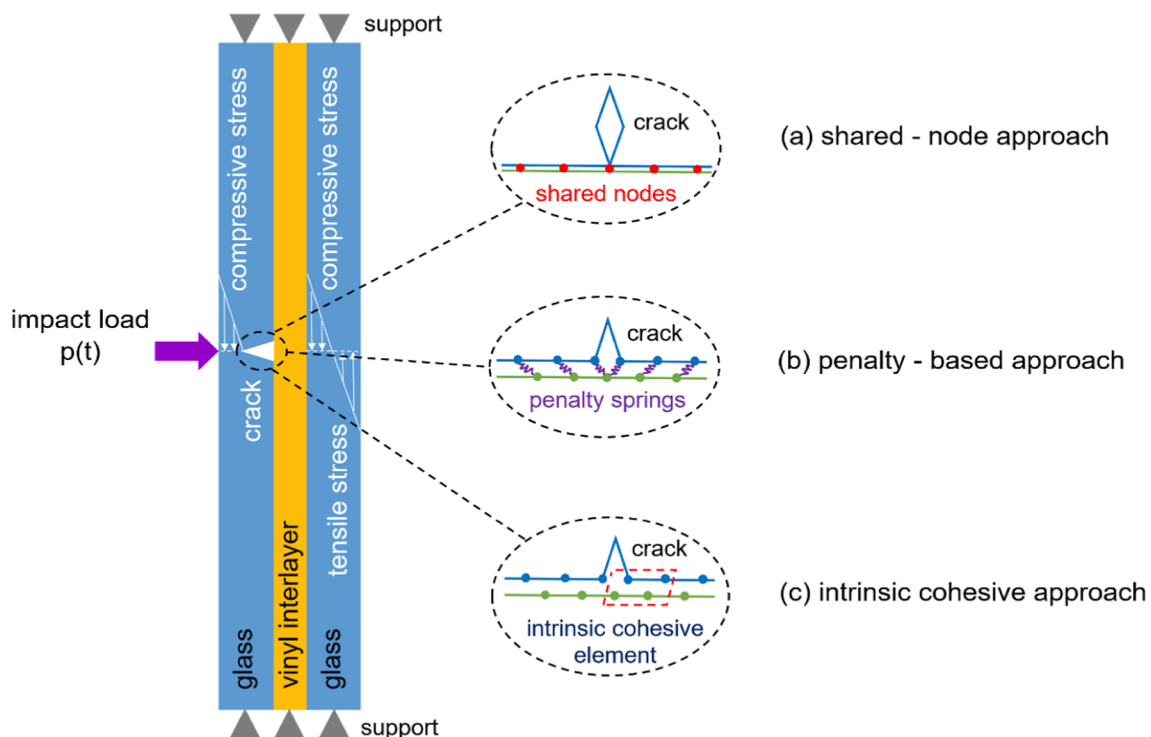 support
compressive stress
compressive stress
crack
shared nodes
(a) shared - node approach
impact load
p(t)
crack
penalty springs
(b) penalty - based approach
crack
tensile stress
crack
intrinsic cohesive
element
(c) intrinsic cohesive approach
glass
vinyl interlayer
glass
support